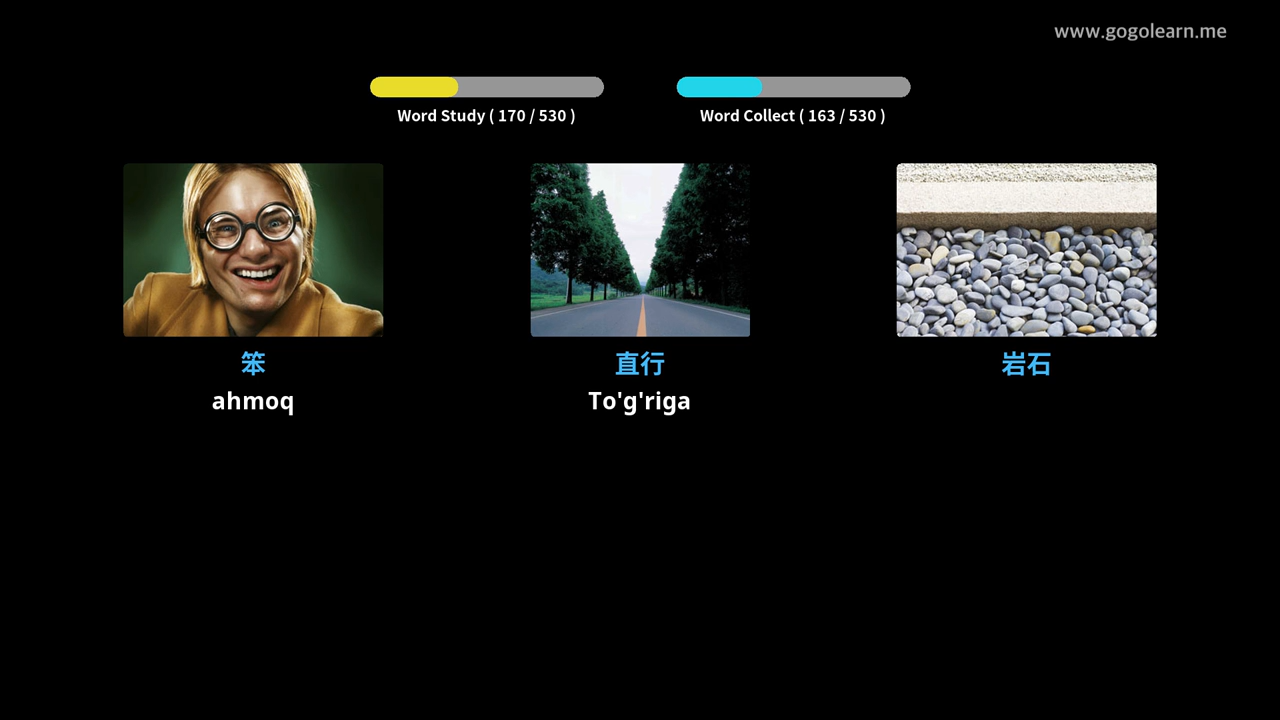 www.gogolearn.me
Word Study ( 170 / 530 )
Word Collect ( 163 / 530 )
笨
ahmoq
直行
To'g'riga
岩石